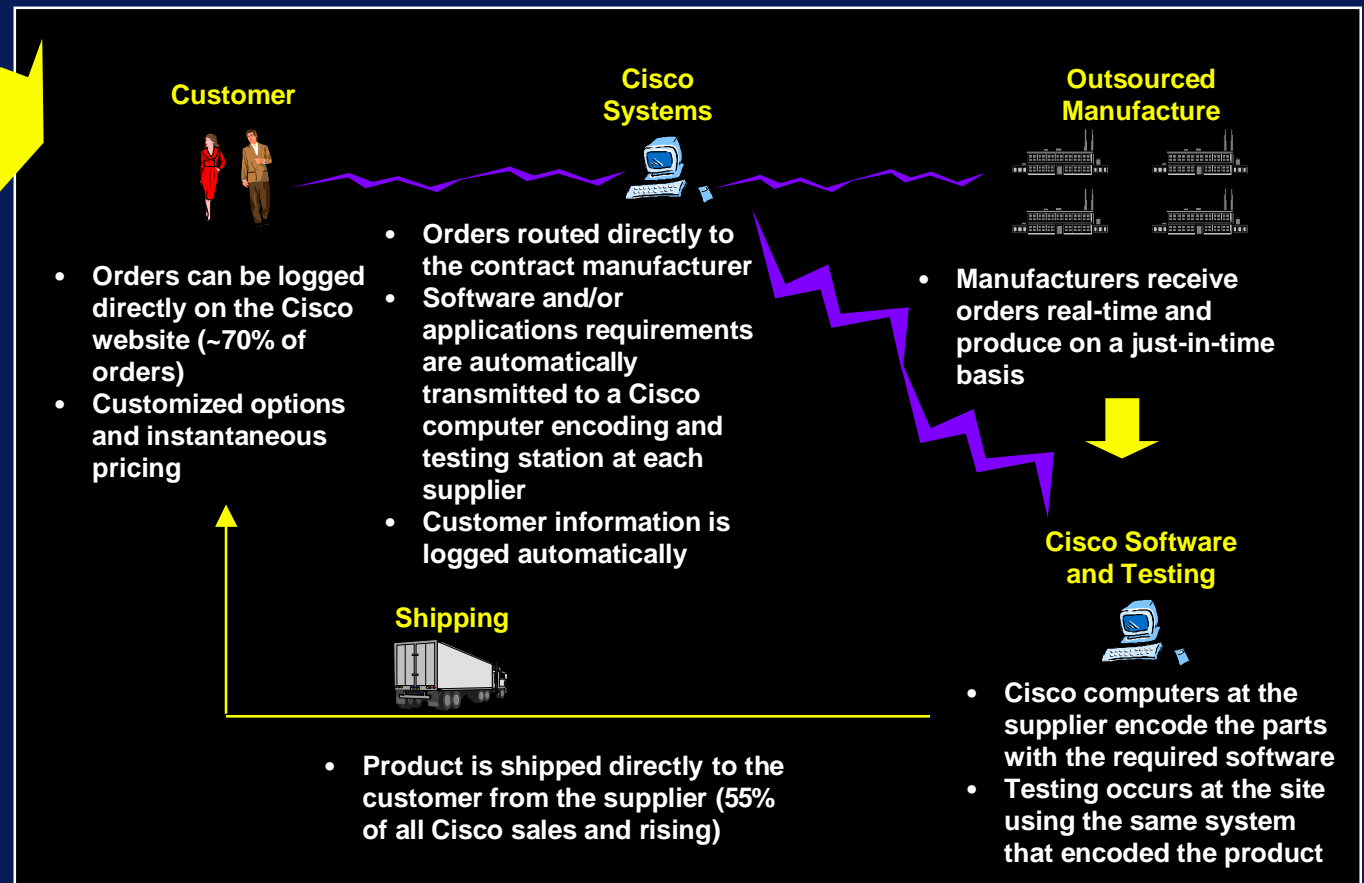 Customer
• Orders can be logged
directly on the Cisco
website (~70% of
orders)
• Customized options
and instantaneous
pricing
Cisco
Systems
• Orders routed directly to
the contract manufacturer
• Software and/or
applications requirements
are automatically
transmitted to a Cisco
computer encoding and
testing station at each
supplier
• Customer information is
logged automatically
Outsourced
Manufacture
• Manufacturers receive
orders real-time and
produce on a just-in-time
basis
Cisco Software
and Testing
• Cisco computers at the
supplier encode the parts
with the required software
• Testing occurs at the site
using the same system
that encoded the product
Shipping
• Product is shipped directly to the
customer from the supplier (55%
of all Cisco sales and rising)